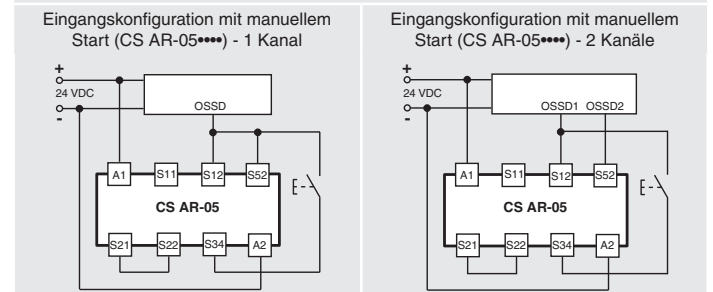 Eingangskonfiguration mit manuellem
Start (CS AR-05••••) - 1 Kanal
+
24 VDC
-
OSSD
A1 S11 S12 S52
CS AR-05
S21 S22 S34 A2
Eingangskonfiguration mit manuellem
Start (CS AR-05••••) - 2 Kanäle
+
24 VDC
-
OSSD1 OSSD2
A1 S11 S12 S52
CS AR-05
S21 S22 S34 A2